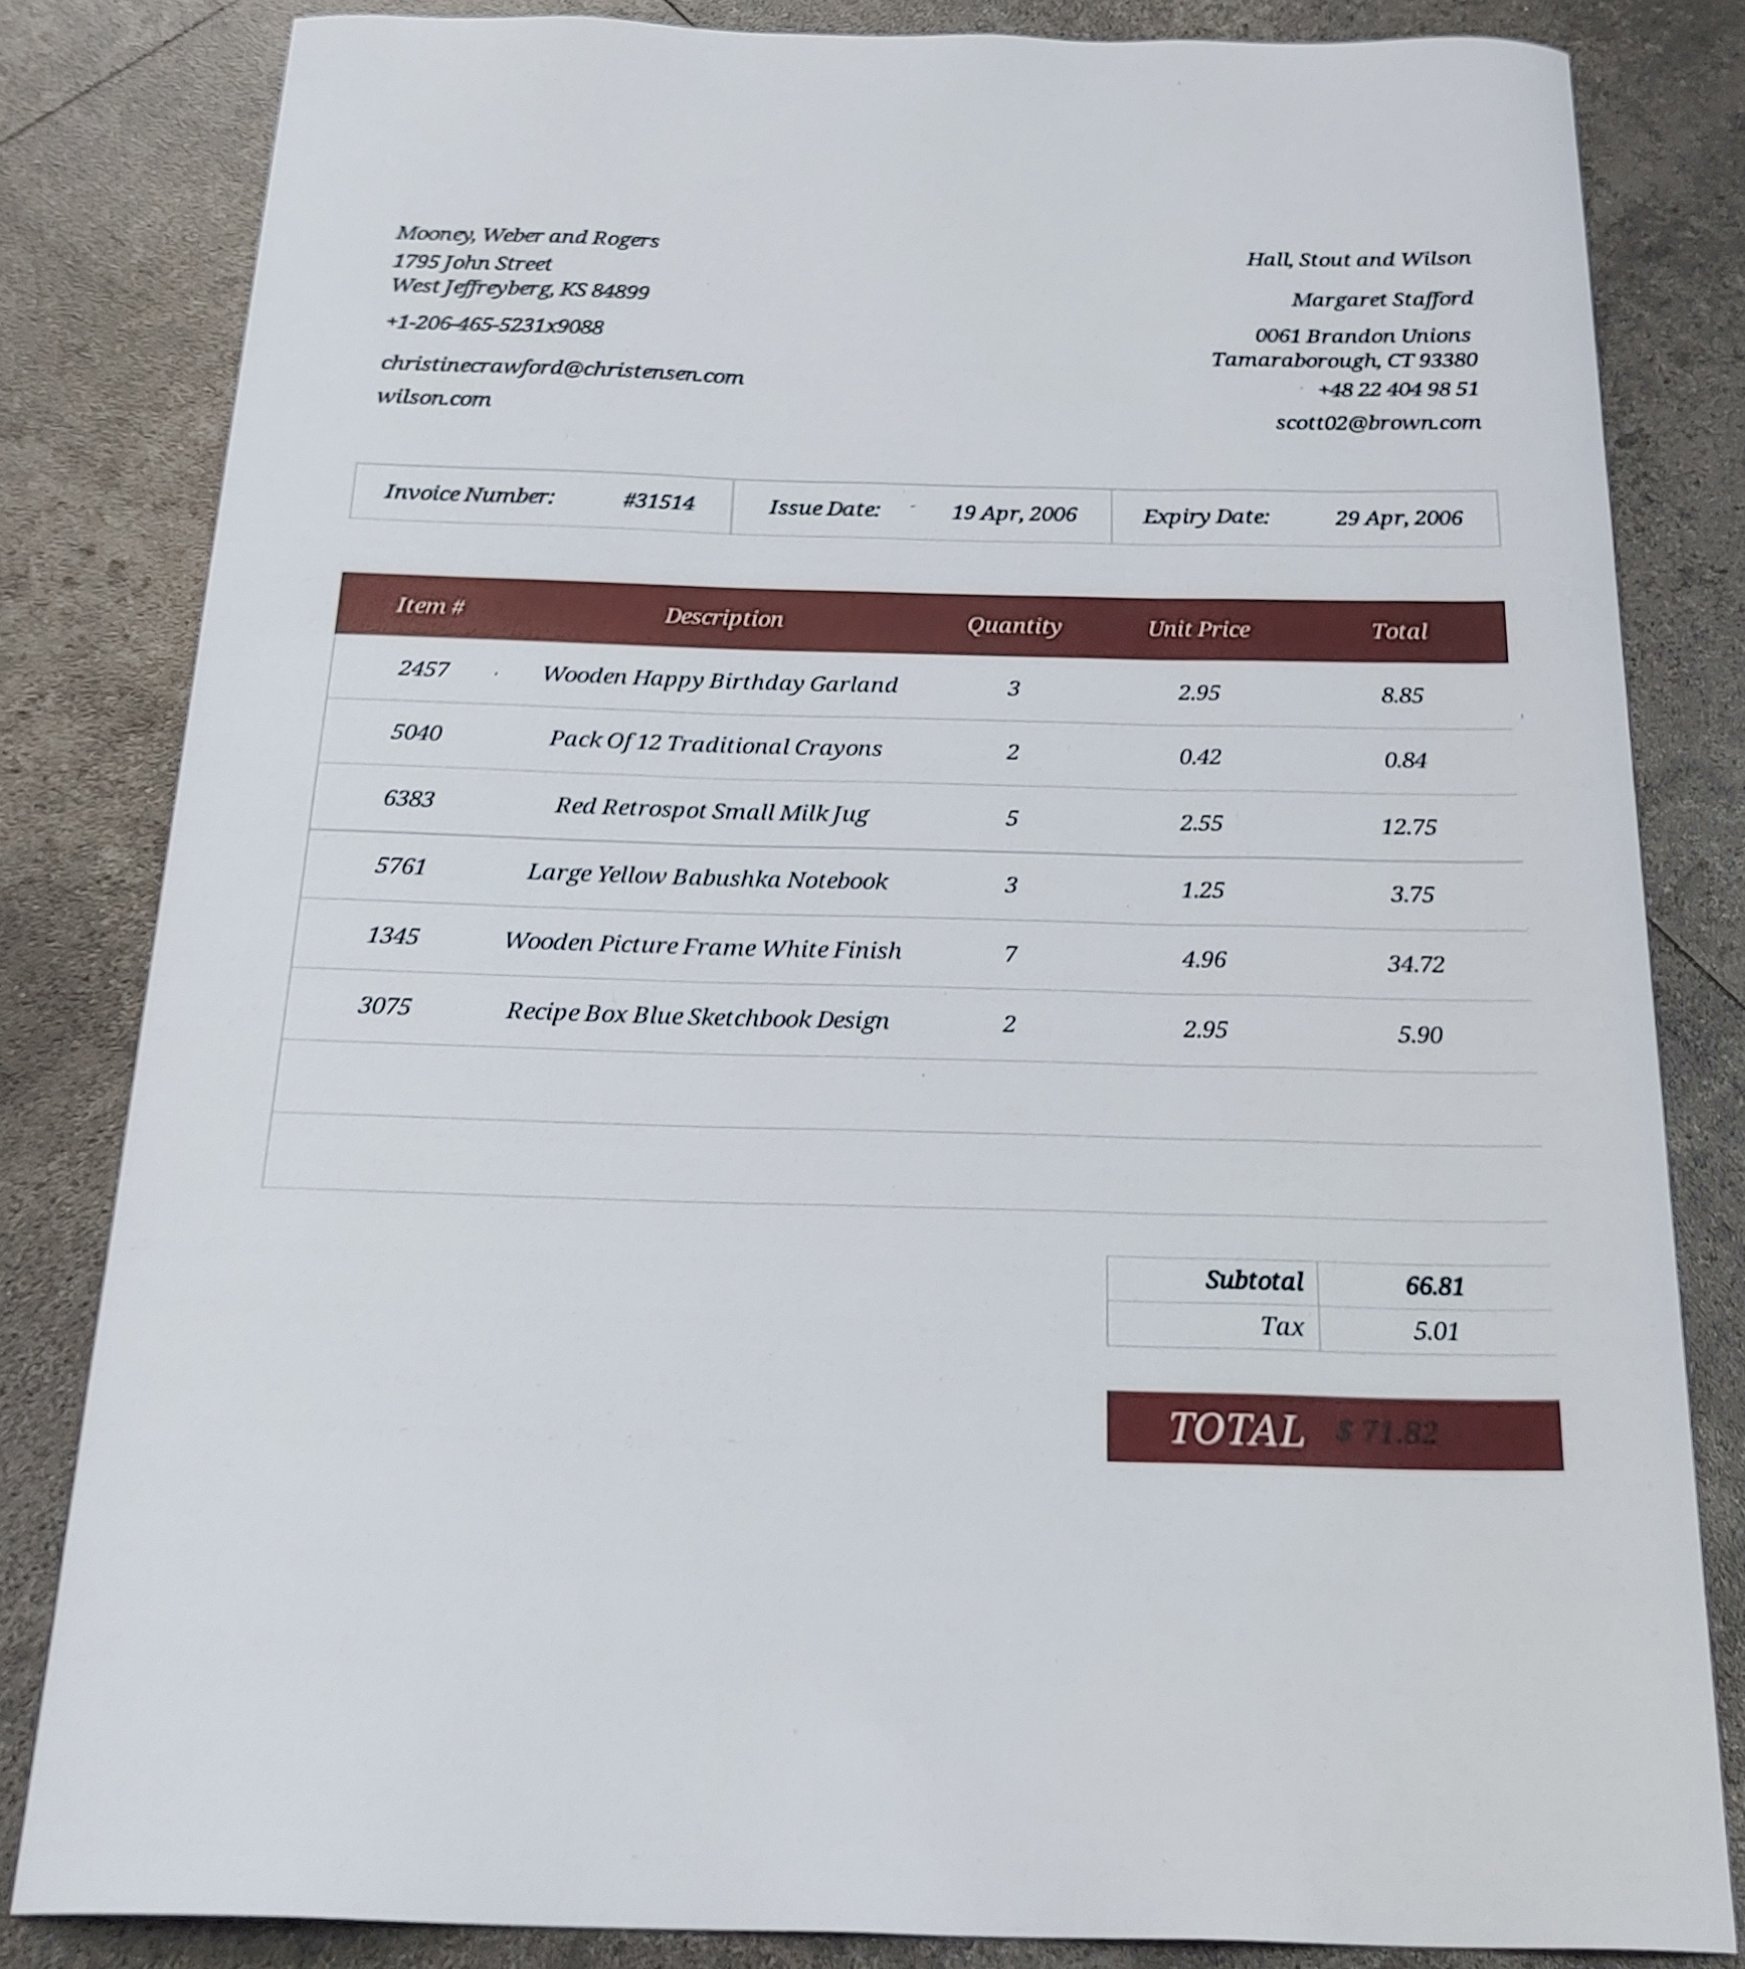 Mooney, Weber and Rogers
1795 John Street
West Jeffreyberg, KS 84899
+1-206-465-5231x9088
christinecrawford@christensen.com
wilson.com
Hall, Stout and Wilson
Margaret Stafford
0061 Brandon Unions
Tamaraborough, CT 93380
+48 22 404 98 51
scott02@brown.com
Invoice Number: #31514 Issue Date: 19 Apr, 2006 Expiry Date: 29 Apr, 2006
Item # Description Quantity Unit Price Total
2457 Wooden Happy Birthday Garland 3 2.95 8.85
5040 Pack Of 12 Traditional Crayons 2 0.42 0.84
6383 Red Retrospot Small Milk Jug 5 2.55 12.75
5761 Large Yellow Babushka Notebook 3 1.25 3.75
1345 Wooden Picture Frame White Finish 7 4.96 34.72
3075 Recipe Box Blue Sketchbook Design 2 2.95 5.90
Subtotal 66.81
Tax 5.01
TOTAL $ 71.82